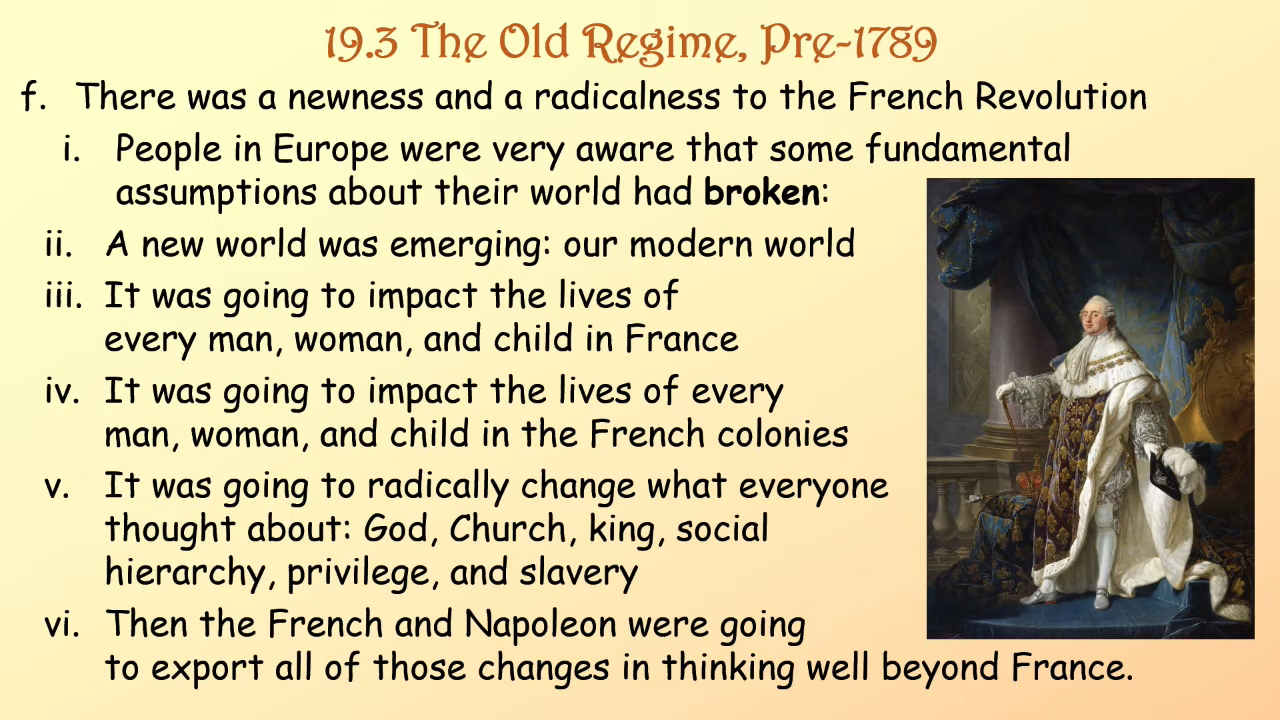 19.3 The Old Regime, Pre-1789
f. There was a newness and a radicalness to the French Revolution
i. People in Europe were very aware that some fundamental
assumptions about their world had broken:
ii. A new world was emerging: our modern world
iii. It was going to impact the lives of
every man, woman, and child in France
iv. It was going to impact the lives of every
man, woman, and child in the French colonies
v. It was going to radically change what everyone
thought about: God, Church, king, social
hierarchy, privilege, and slavery
vi. Then the French and Napoleon were going
to export all of those changes in thinking well beyond France.